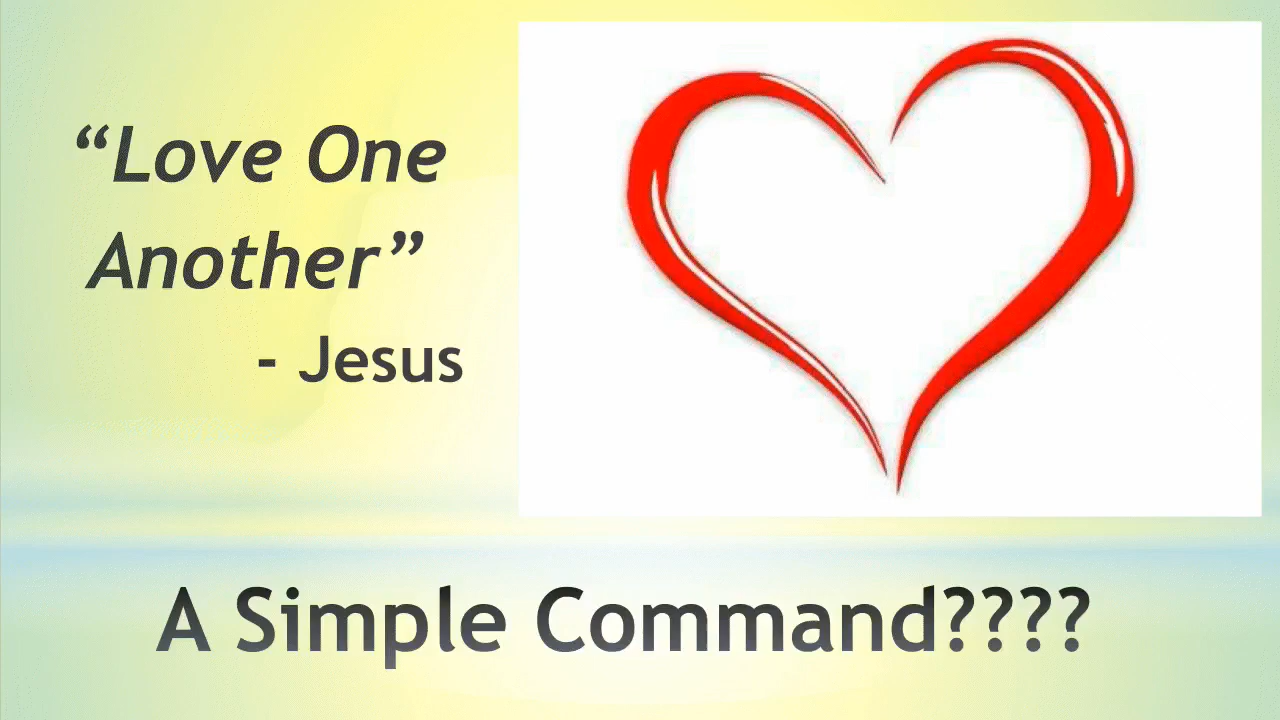 “Love One
Another”
- Jesus
A Simple Command????